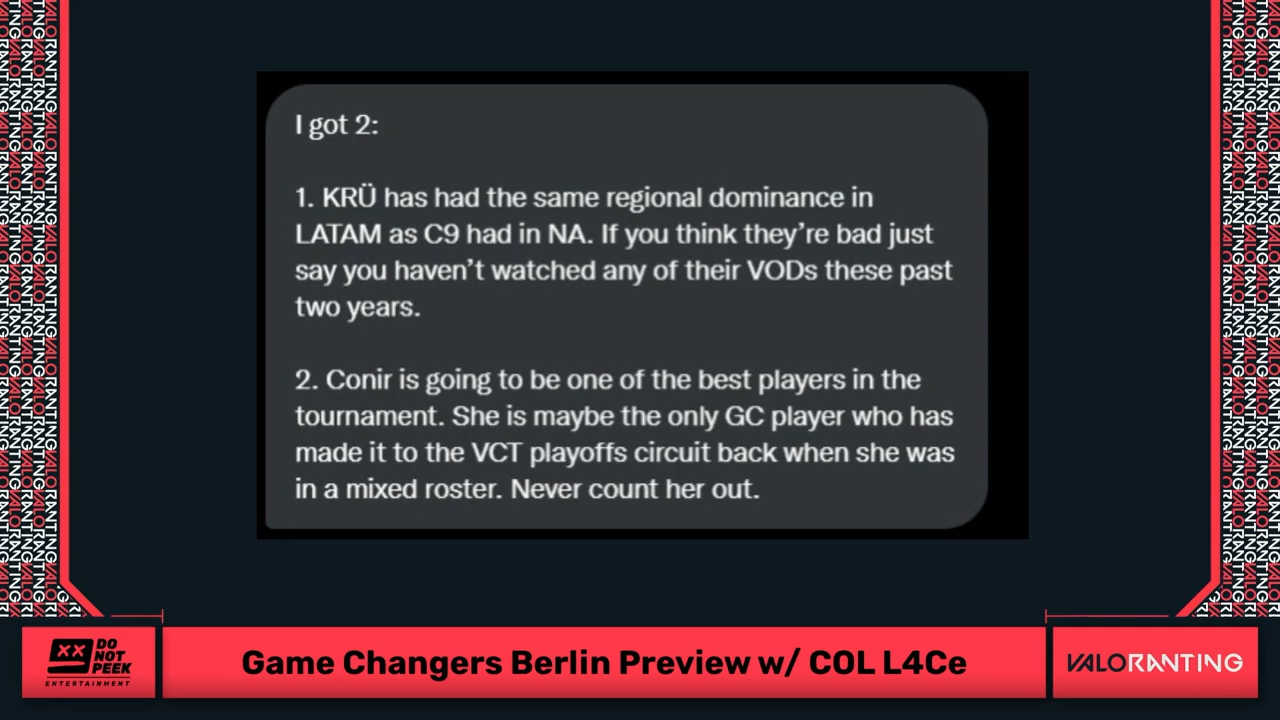 I got 2:
1. KRÜ has had the same regional dominance in
LATAM as C9 had in NA. If you think they're bad just
say you haven't watched any of their VODs these past
two years.
2. Conir is going to be one of the best players in the
tournament. She is maybe the only GC player who has
made it to the VCT playoffs circuit back when she was
in a mixed roster. Never count her out.
XX DO
NOT
PEEK
ENTERTAINMENT
Game Changers Berlin Preview w/ COL L4Ce
VALORANTING